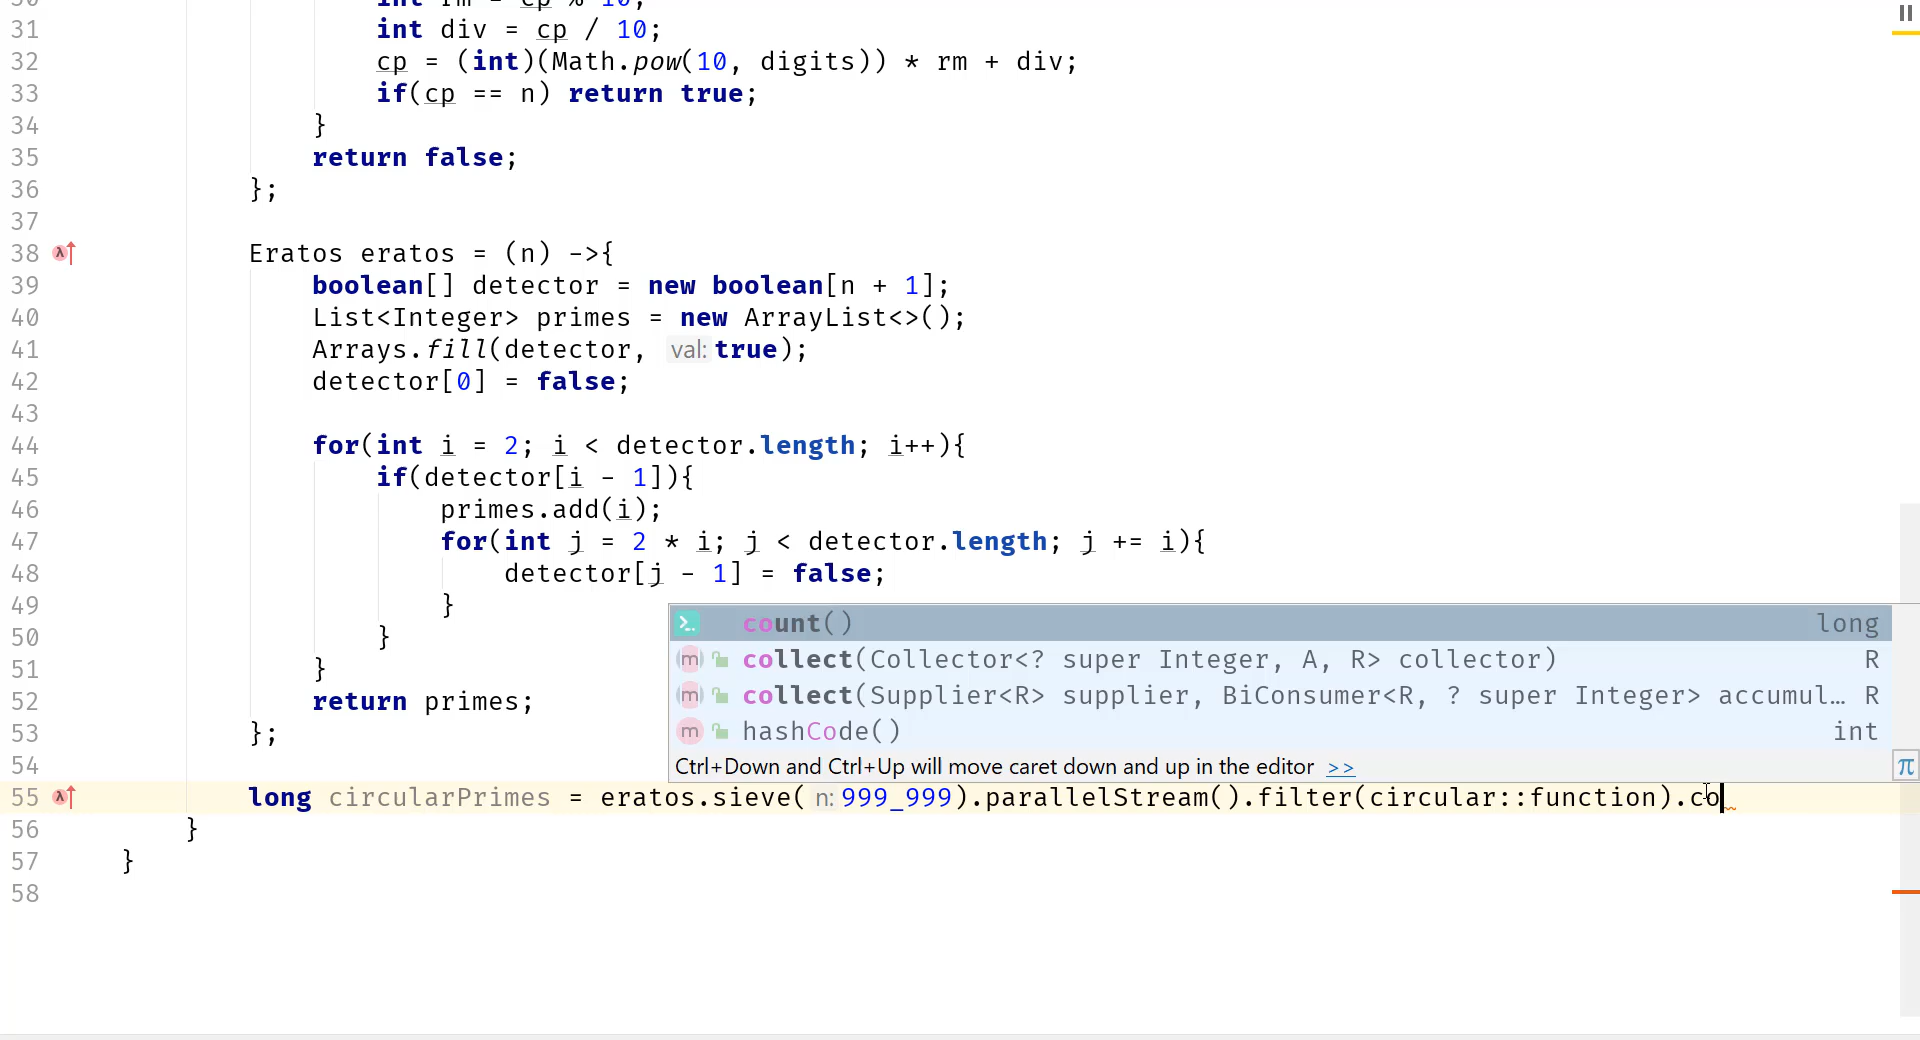 30 int rm = cp % 10;
31 int div = cp / 10;
32 cp = (int)(Math.pow(10, digits)) * rm + div;
33 if(cp == n) return true;
34 }
35 return false;
36 };
37
38 Eratos eratos = (n) ->{
39 boolean[] detector = new boolean[n + 1];
40 List<Integer> primes = new ArrayList<>();
41 Arrays.fill(detector, val: true);
42 detector[0] = false;
43
44 for(int i = 2; i < detector.length; i++){
45 if(detector[i - 1]){
46 primes.add(i);
47 for(int j = 2 * i; j < detector.length; j += i){
48 detector[j - 1] = false;
49 }
50 }
51 }
52 return primes;
53 };
54
count() long
collect(Collector<? super Integer, A, R> collector) R
collect(Supplier<R> supplier, BiConsumer<R, ? super Integer> accumul… R
hashCode() int
Ctrl+Down and Ctrl+Up will move caret down and up in the editor >>
55 long circularPrimes = eratos.sieve( n: 999_999).parallelStream().filter(circular::function).co
56 }
57 }
58